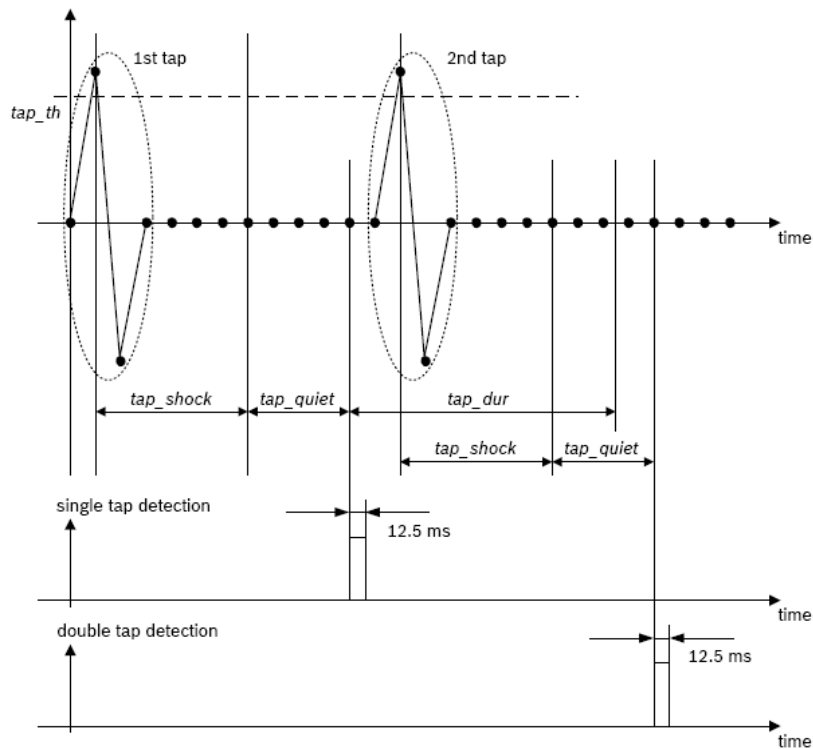 1st tap
2nd tap
tap_th
time
tap_shock
tap_quiet
tap_dur
tap_shock
tap_quiet
single tap detection
12.5 ms
time
double tap detection
12.5 ms
time